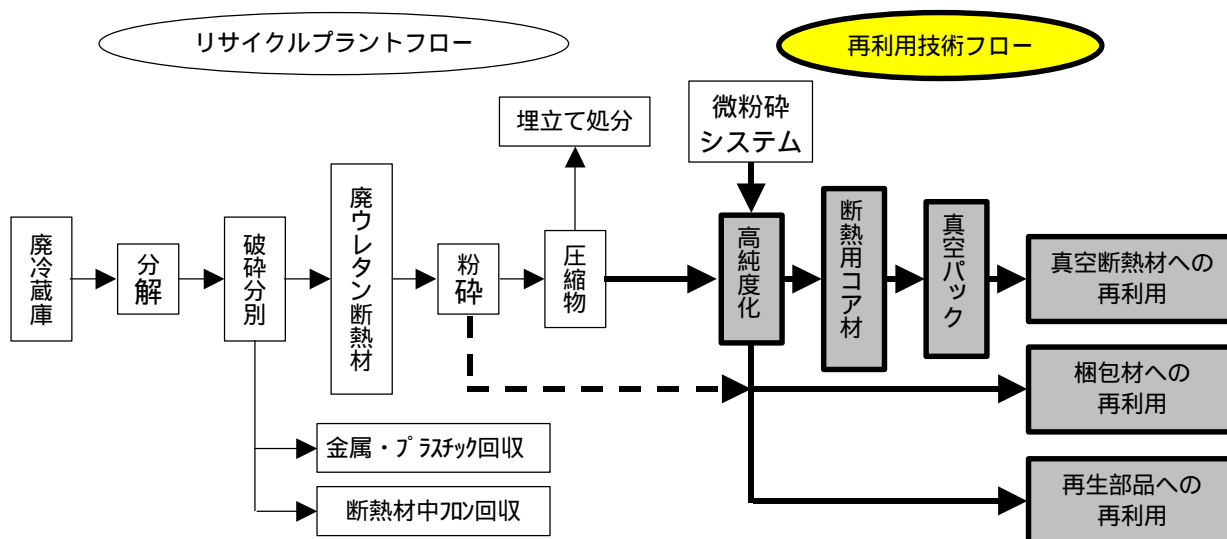 リサイクルプラントフロー
再利用技術フロー
埋立て処分
微粉砕
システム
廃冷蔵庫
分解
破砕分別
廃ウレタン断熱材
粉砕
圧縮物
高純度化
断熱用コア材
真空パック
真空断熱材への
再利用
梱包材への
再利用
金属・プラスチック回収
断熱材中フロン回収
再生部品への
再利用